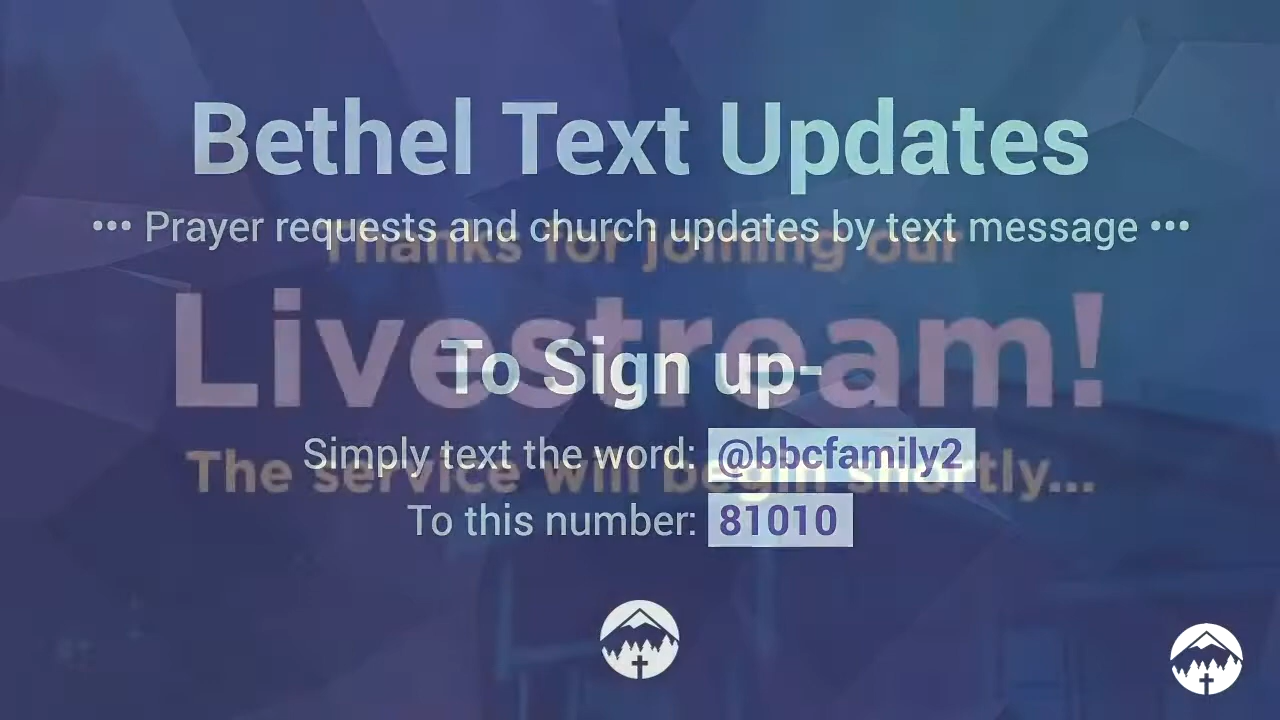 Bethel Text Updates
••• Prayer requests and church updates by text message •••
Thanks for joining our
Livestream!
To Sign up-
Simply text the word: @bbcfamily2
The service will begin shortly...
To this number: 81010